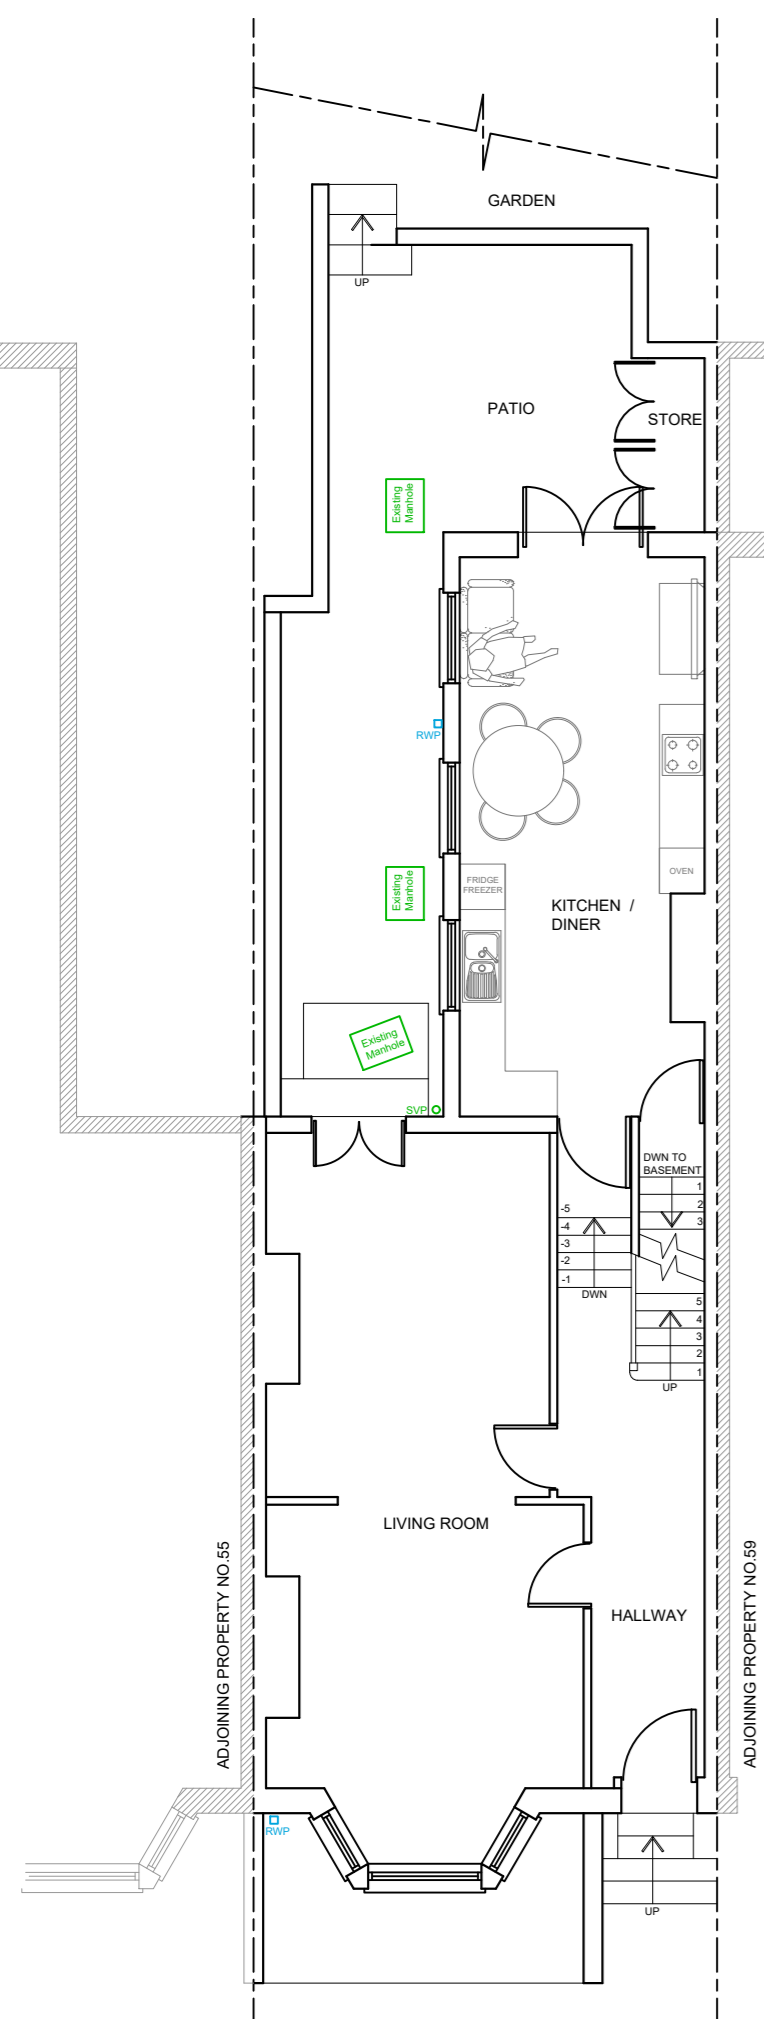 GARDEN
UP
PATIO
STORE
Existing
Manhole
RWP
FRIDGE
FREEZER
OVEN
Existing
Manhole
KITCHEN /
DINER
Existing
Manhole
SVP
DWN TO
BASEMENT
1
2
3
-5
-4
-3
-2
-1
DWN
5
4
3
2
1
UP
LIVING ROOM
HALLWAY
ADJOINING PROPERTY NO.55
ADJOINING PROPERTY NO.59
RWP
UP